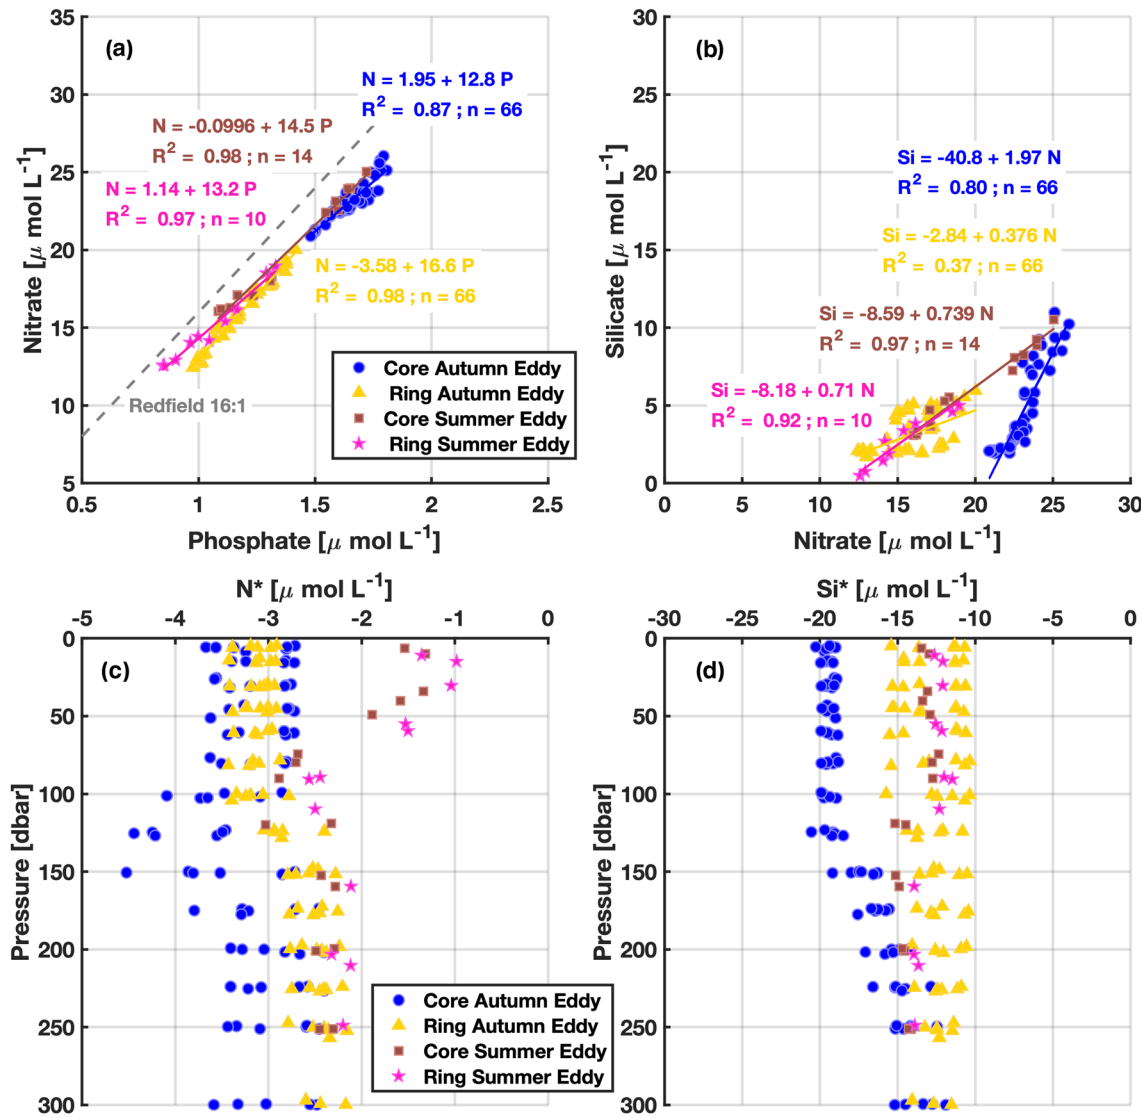 (a)
35
30
25
20
15
10
5
0.5
1
1.5
2
2.5
Nitrate [μ mol L-1]
Phosphate [μ mol L-1]
N = 1.95 + 12.8 P
R2 = 0.87 ; n = 66
N = -0.0996 + 14.5 P
R2 = 0.98 ; n = 14
N = 1.14 + 13.2 P
R2 = 0.97 ; n = 10
N = -3.58 + 16.6 P
R2 = 0.98 ; n = 66
Redfield 16:1
Core Autumn Eddy
Ring Autumn Eddy
Core Summer Eddy
Ring Summer Eddy
(b)
30
25
20
15
10
5
0
0
5
10
15
20
25
30
Silicate [μ mol L-1]
Nitrate [μ mol L-1]
Si = -40.8 + 1.97 N
R2 = 0.80 ; n = 66
Si = -2.84 + 0.376 N
R2 = 0.37 ; n = 66
Si = -8.59 + 0.739 N
R2 = 0.97 ; n = 14
Si = -8.18 + 0.71 N
R2 = 0.92 ; n = 10
N* [μ mol L-1]
-5
-4
-3
-2
-1
0
(c)
0
50
100
150
200
250
300
Pressure [dbar]
Core Autumn Eddy
Ring Autumn Eddy
Core Summer Eddy
Ring Summer Eddy
Si* [μ mol L-1]
-30
-25
-20
-15
-10
-5
0
(d)
0
50
100
150
200
250
300
Pressure [dbar]